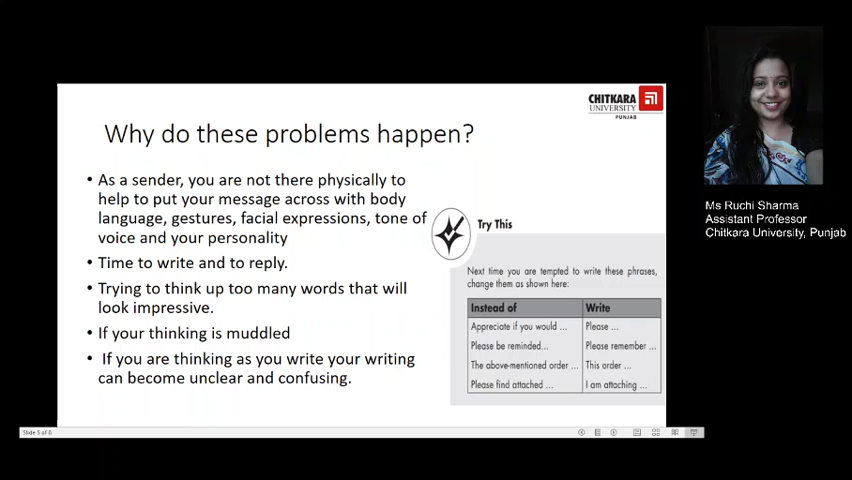 CHITKARA
UNIVERSITY
PUNJAB
Why do these problems happen?
• As a sender, you are not there physically to
help to put your message across with body
language, gestures, facial expressions, tone of
voice and your personality
• Time to write and to reply.
• Trying to think up too many words that will
look impressive.
• If your thinking is muddled
• If you are thinking as you write your writing
can become unclear and confusing.
Try This
Next time you are tempted to write these phrases,
change them as shown here:
Instead of Write
Appreciate if you would ... Please ...
Please be reminded... Please remember ...
The above-mentioned order ... This order ...
Please find attached ... I am attaching ...
Ms Ruchi Sharma
Assistant Professor
Chitkara University, Punjab
Slide 5 of 8